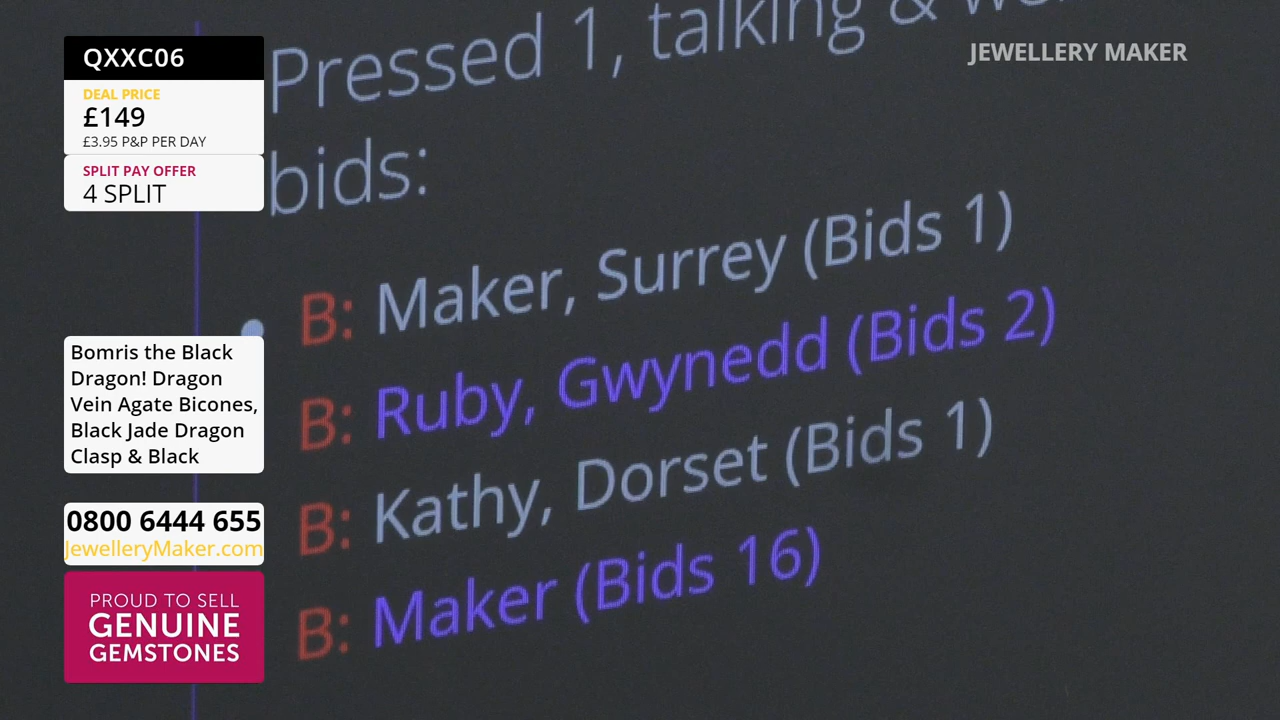 QXXC06
DEAL PRICE
£149
£3.95 P&P PER DAY
SPLIT PAY OFFER
4 SPLIT
JEWELLERY MAKER
Pressed 1, talking &
bids:
B: Maker, Surrey (Bids 1)
B: Ruby, Gwynedd (Bids 2)
B: Kathy, Dorset (Bids 1)
B: Maker (Bids 16)
Bomris the Black
Dragon! Dragon
Vein Agate Bicones,
Black Jade Dragon
Clasp & Black
0800 6444 655
JewelleryMaker.com
PROUD TO SELL
GENUINE
GEMSTONES